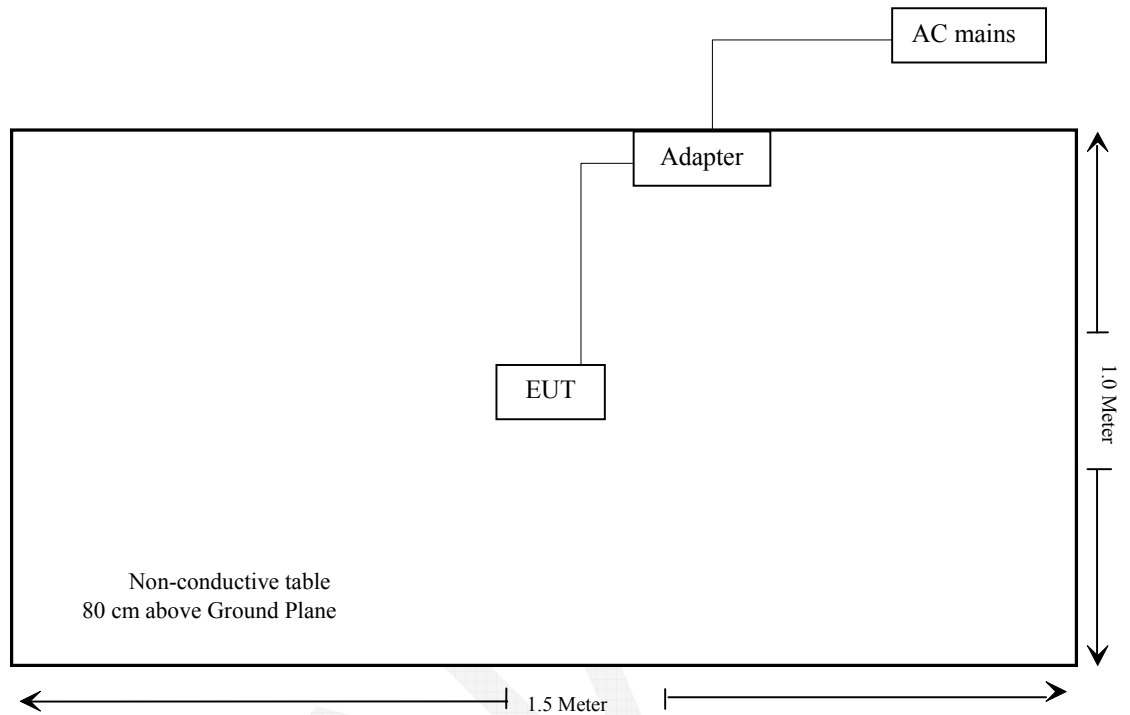 AC mains
Adapter
EUT
1.0 Meter
Non-conductive table
80 cm above Ground Plane
1.5 Meter